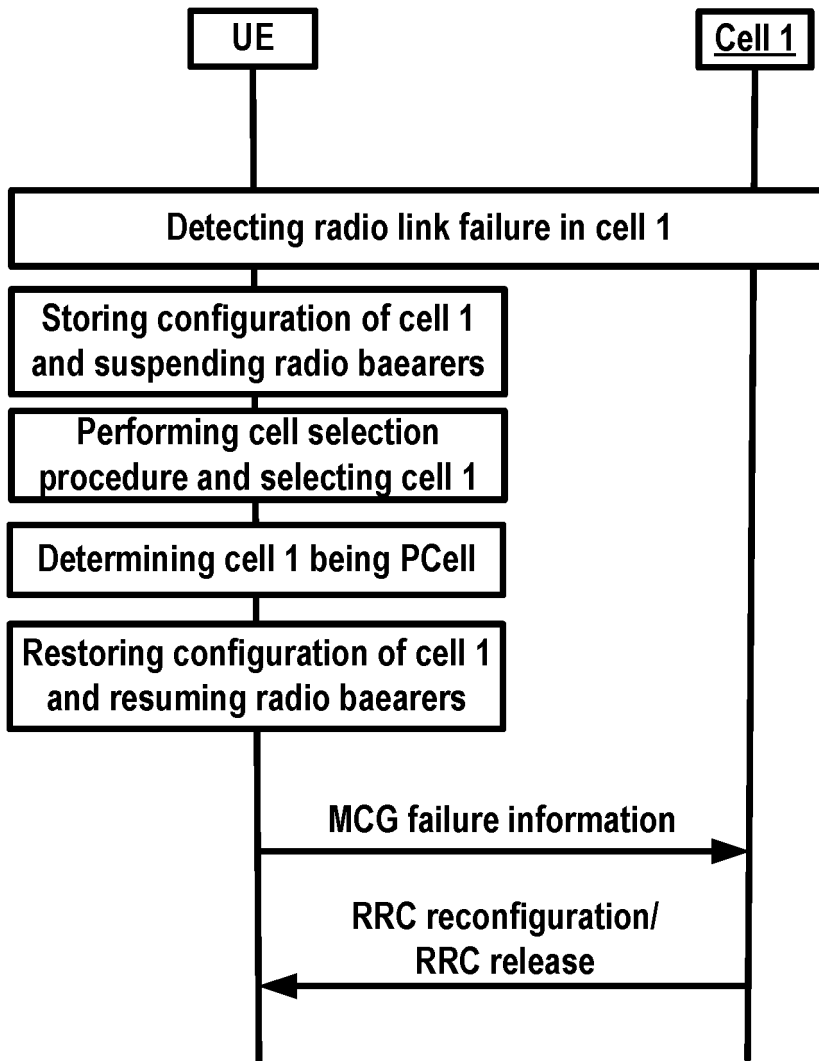 UE
Cell 1
Detecting radio link failure in cell 1
Storing configuration of cell 1
and suspending radio baearers
Performing cell selection
procedure and selecting cell 1
Determining cell 1 being PCell
Restoring configuration of cell 1
and resuming radio baearers
MCG failure information
RRC reconfiguration/
RRC release